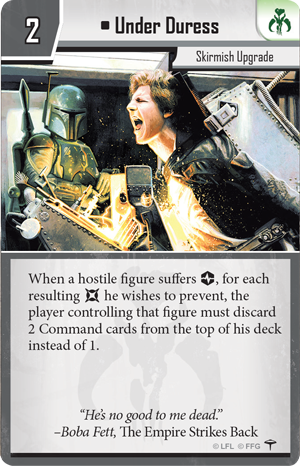 2
▪ Under Duress
Skirmish Upgrade
When a hostile figure suffers , for each
resulting he wishes to prevent, the
player controlling that figure must discard
2 Command cards from the top of his deck
instead of 1.
“He’s no good to me dead.”
–Boba Fett, The Empire Strikes Back
© LFL © FFG